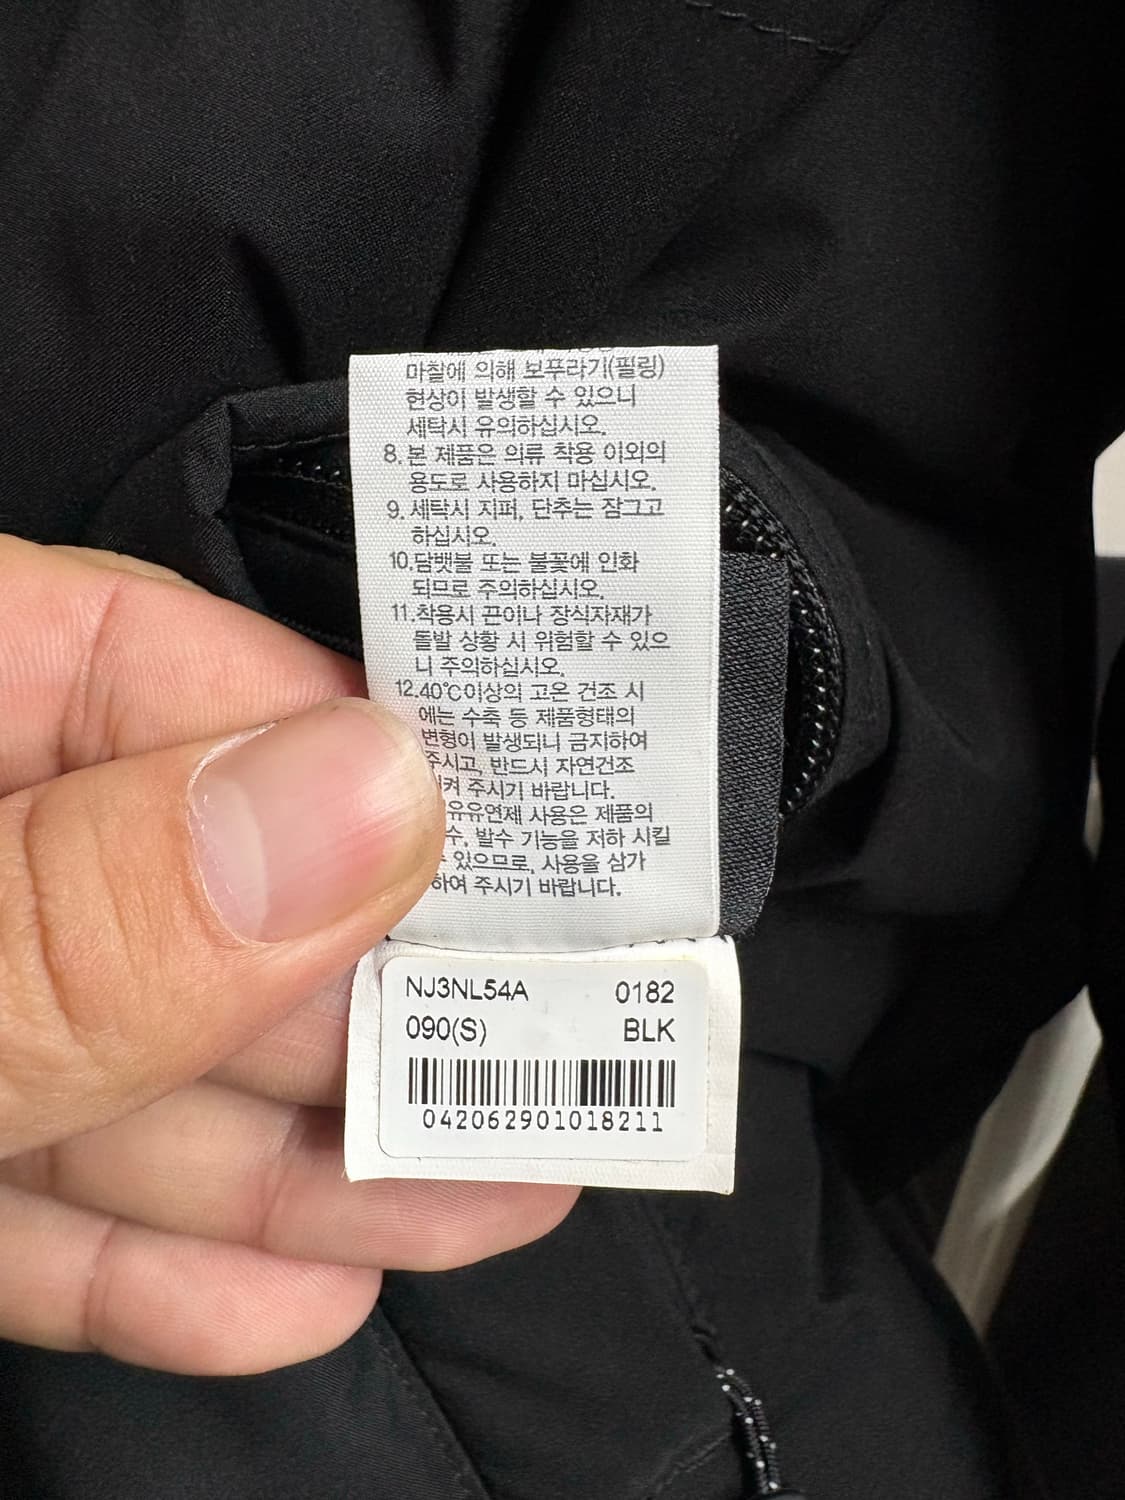 마찰에 의해 보푸라기(필링)
현상이 발생할 수 있으니
세탁시 유의하십시오.
8. 본 제품은 의류 착용 이외의
용도로 사용하지 마십시오.
9. 세탁시 지퍼, 단추는 잠그고
하십시오.
10. 담뱃불 또는 불꽃에 인화
되므로 주의하십시오.
11. 착용시 끈이나 장식자재가
돌발 상황 시 위험할 수 있으
니 주의하십시오.
12. 40℃이상의 고온 건조 시
에는 수축 등 제품형태의
변형이 발생되니 금지하여
주시고, 반드시 자연건조
켜 주시기 바랍니다.
유유연제 사용은 제품의
수, 발수 기능을 저하 시킬
있으므로, 사용을 삼가
하여 주시기 바랍니다.
NJ3NL54A 0182
090(S) BLK
042062901018211